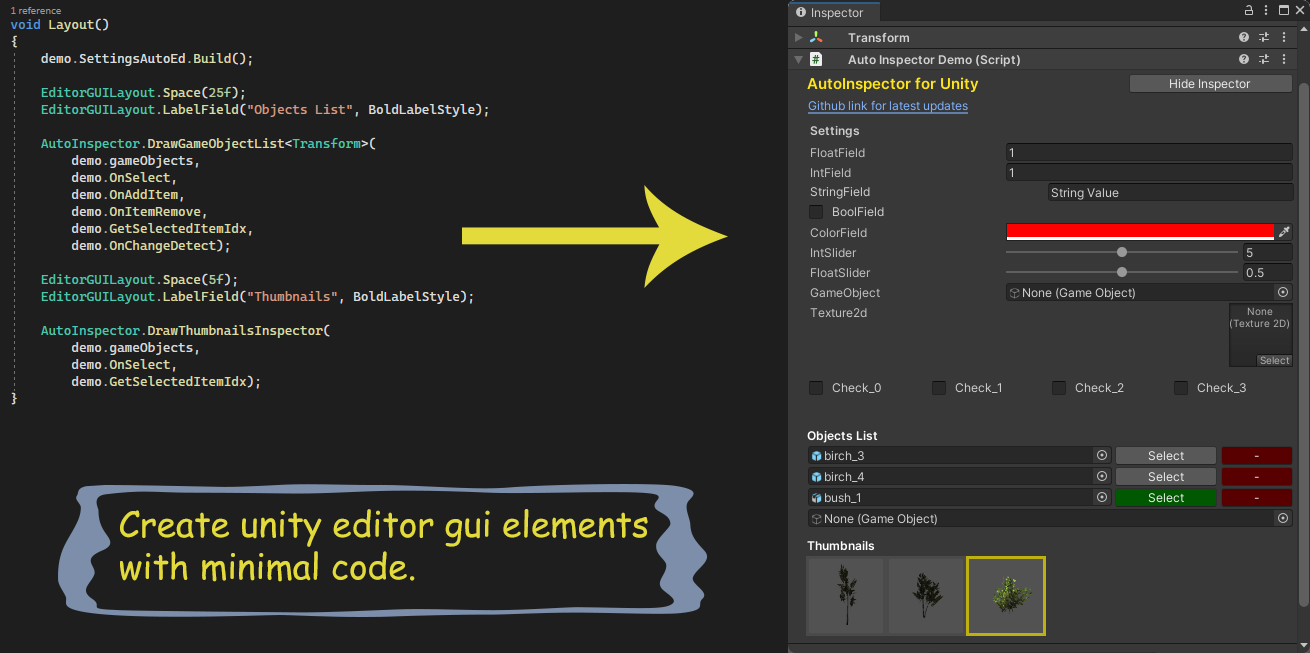 1 reference
void Layout()
{
demo.SettingsAutoEd.Build();
EditorGUILayout.Space(25f);
EditorGUILayout.LabelField("Objects List", BoldLabelStyle);
AutoInspector.DrawGameObjectList<Transform>(
demo.gameObjects,
demo.OnSelect,
demo.OnAddItem,
demo.OnItemRemove,
demo.GetSelectedItemIdx,
demo.OnChangeDetect);
EditorGUILayout.Space(5f);
EditorGUILayout.LabelField("Thumbnails", BoldLabelStyle);
AutoInspector.DrawThumbnailsInspector(
demo.gameObjects,
demo.OnSelect,
demo.GetSelectedItemIdx);
}
Create unity editor gui elements
with minimal code.
Inspector
Transform
# Auto Inspector Demo (Script)
AutoInspector for Unity
Hide Inspector
Github link for latest updates
Settings
FloatField 1
IntField 1
StringField String Value
BoolField
ColorField
IntSlider 5
FloatSlider 0.5
GameObject None (Game Object)
Texture2d None
(Texture 2D)
Select
Check_0 Check_1 Check_2 Check_3
Objects List
birch_3 Select -
birch_4 Select -
bush_1 Select -
None (Game Object)
Thumbnails